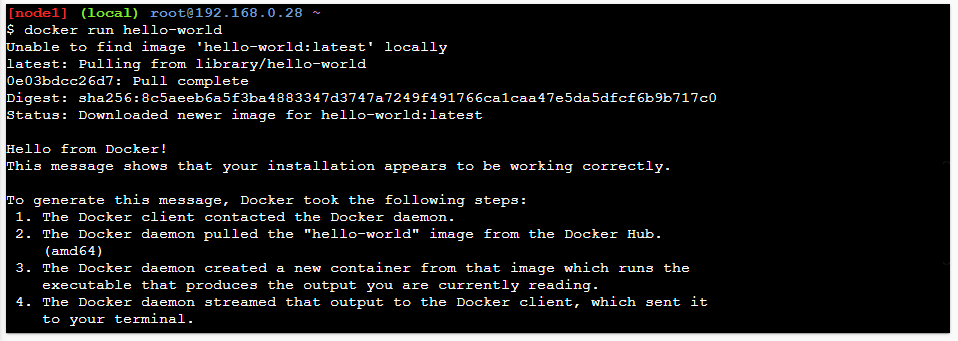 [node1] (local) root@192.168.0.28 ~
$ docker run hello-world
Unable to find image 'hello-world:latest' locally
latest: Pulling from library/hello-world
0e03bdcc26d7: Pull complete
Digest: sha256:8c5aeeb6a5f3ba4883347d3747a7249f491766ca1caa47e5da5dfcf6b9b717c0
Status: Downloaded newer image for hello-world:latest
Hello from Docker!
This message shows that your installation appears to be working correctly.
To generate this message, Docker took the following steps:
1. The Docker client contacted the Docker daemon.
2. The Docker daemon pulled the "hello-world" image from the Docker Hub.
(amd64)
3. The Docker daemon created a new container from that image which runs the
executable that produces the output you are currently reading.
4. The Docker daemon streamed that output to the Docker client, which sent it
to your terminal.